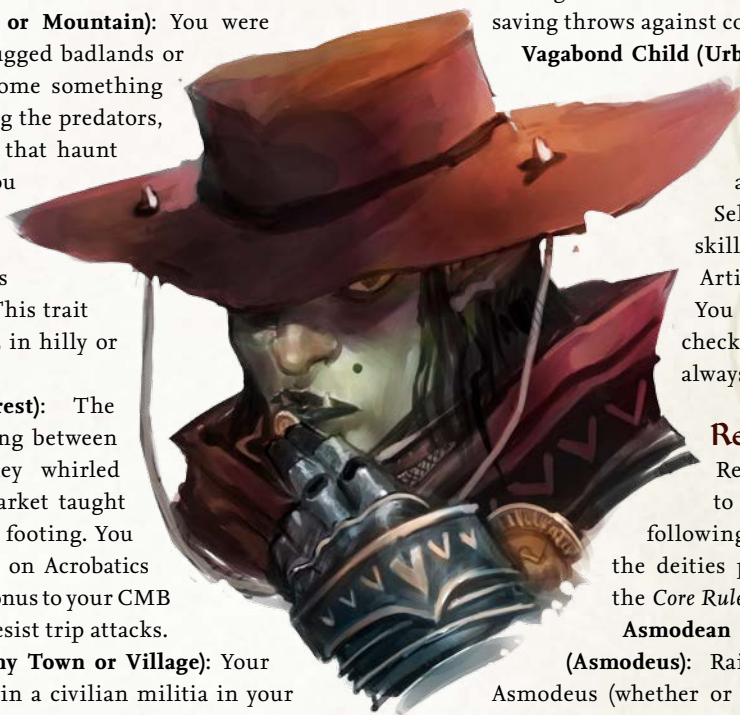 or Mountain): You were
ugged badlands or
ome something
g the predators,
that haunt
u
s
This trait
in hilly or
rest): The
ng between
ey whirled
arket taught
footing. You
on Acrobatics
onus to your CMB
esist trip attacks.
ny Town or Village): Your
in a civilian militia in your
saving throws against co
Vagabond Child (Urb
a
Sel
skill
Arti
You
check
always
Re
Re
to
following
the deities p
the Core Rule
Asmodean
(Asmodeus): Rai
Asmodeus (whether or